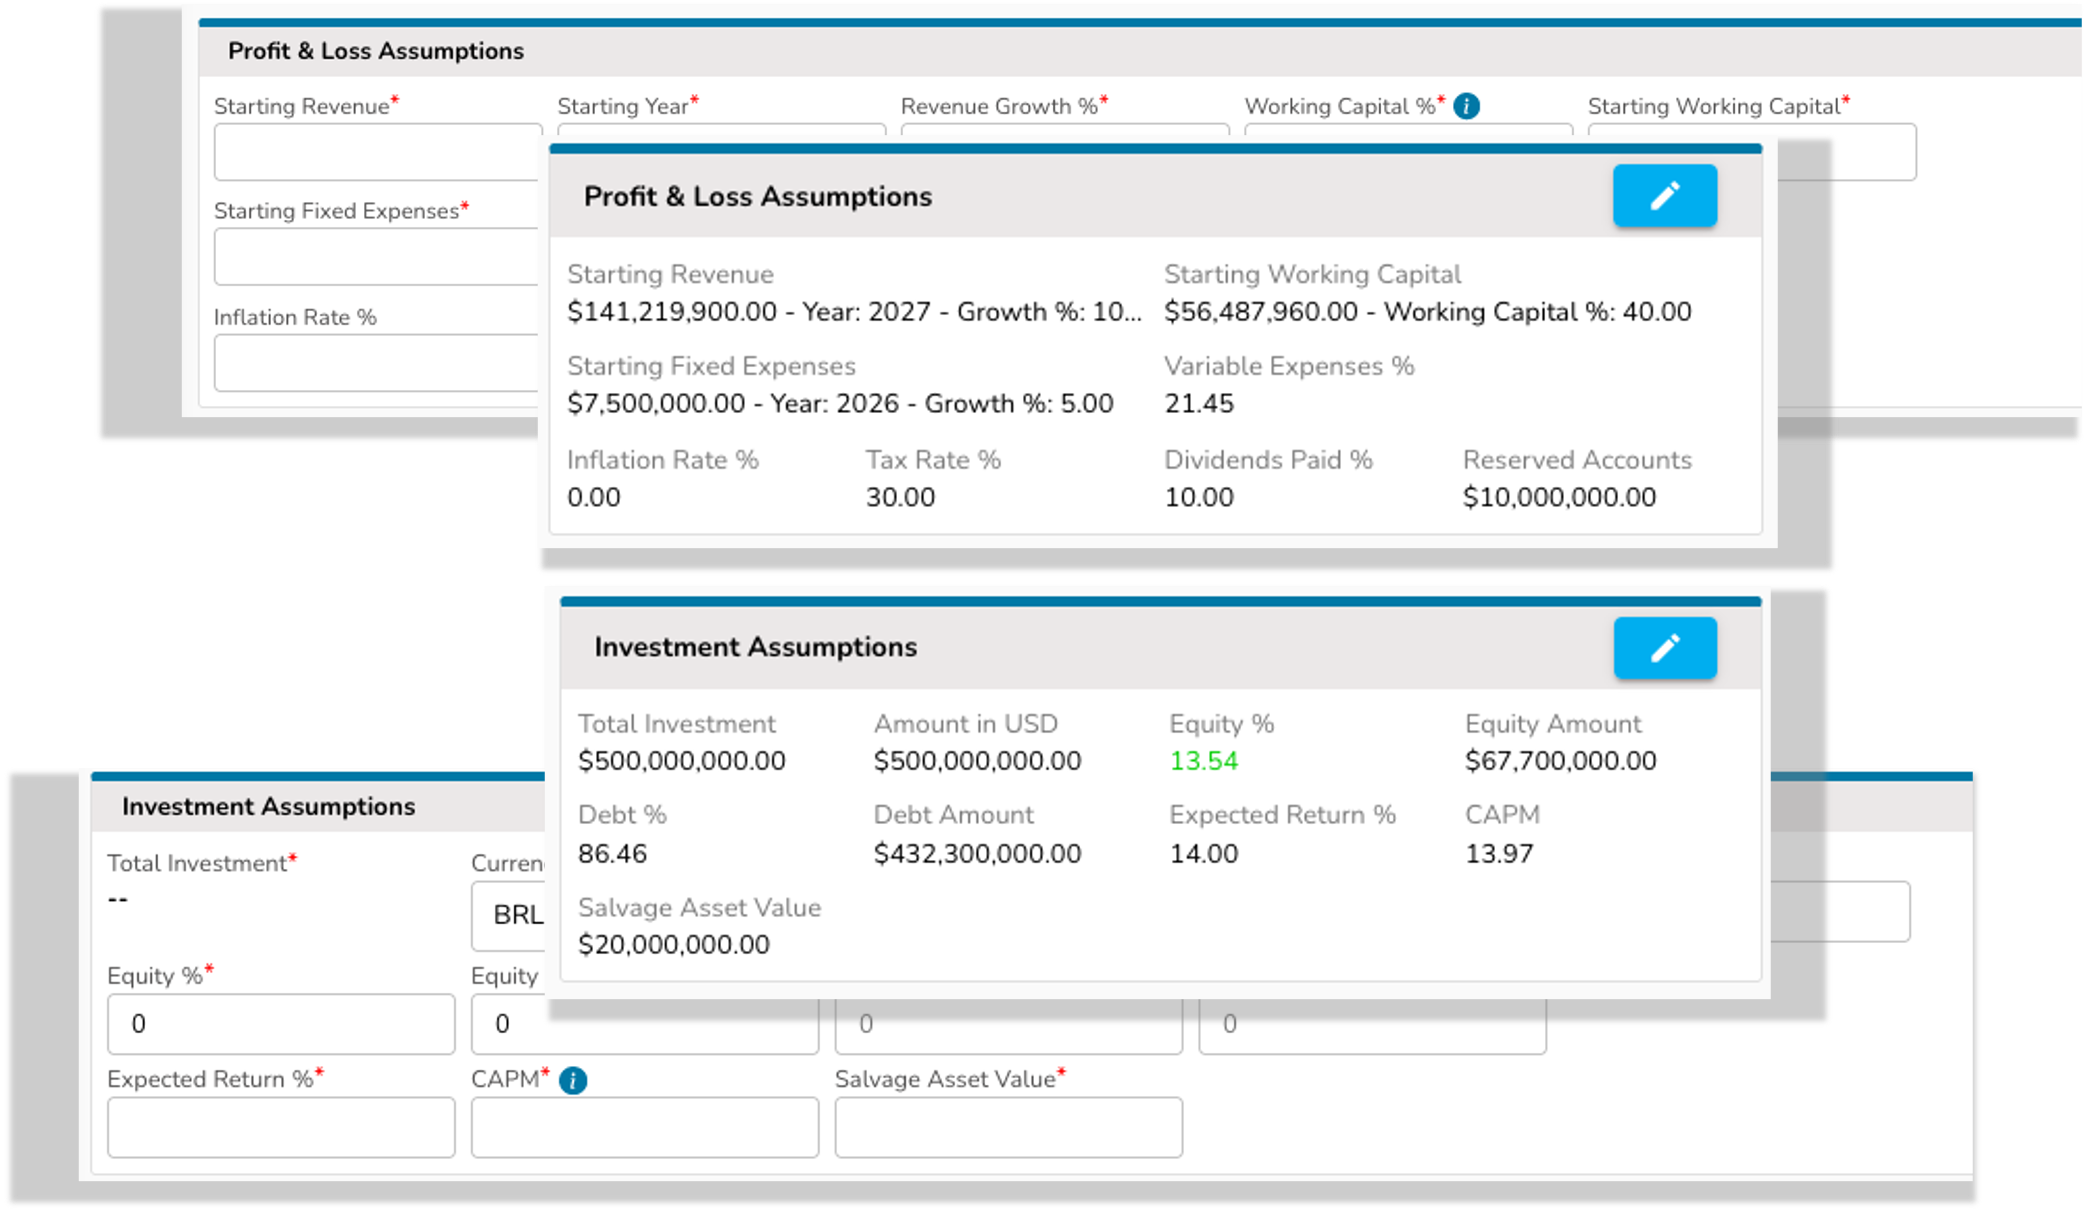 Profit & Loss Assumptions
Starting Revenue* Starting Year* Revenue Growth %* Working Capital %* i Starting Working Capital*
Starting Fixed Expenses*
Inflation Rate %
Profit & Loss Assumptions
Starting Revenue Starting Working Capital
$141,219,900.00 - Year: 2027 - Growth %: 10... $56,487,960.00 - Working Capital %: 40.00
Starting Fixed Expenses Variable Expenses %
$7,500,000.00 - Year: 2026 - Growth %: 5.00 21.45
Inflation Rate % Tax Rate % Dividends Paid % Reserved Accounts
0.00 30.00 10.00 $10,000,000.00
Investment Assumptions
Total Investment Amount in USD Equity % Equity Amount
$500,000,000.00 $500,000,000.00 13.54 $67,700,000.00
Debt % Debt Amount Expected Return % CAPM
86.46 $432,300,000.00 14.00 13.97
Salvage Asset Value
$20,000,000.00
Investment Assumptions
Total Investment* Curren
-- BRL
Equity %* Equity
0 0 0 0
Expected Return %* CAPM* i Salvage Asset Value*